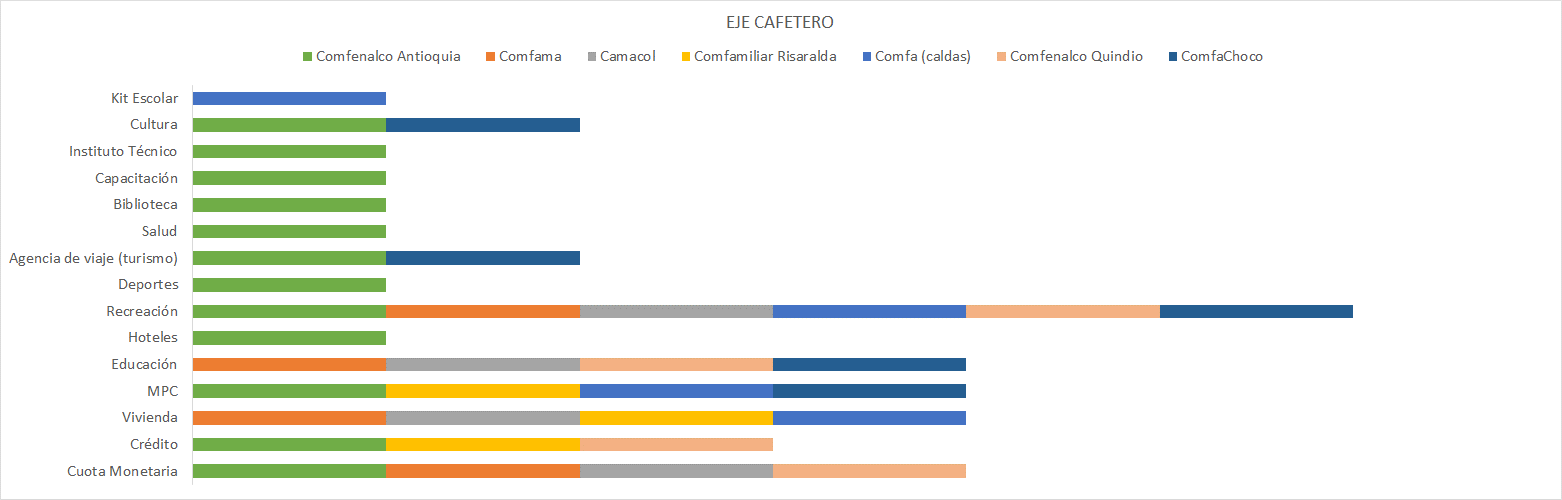 EJE CAFETERO
Comfenalco Antioquia Comfama Camacol Comfamiliar Risaralda Comfa (caldas) Comfenalco Quindio ComfaChoco
Kit Escolar
Cultura
Instituto Técnico
Capacitación
Biblioteca
Salud
Agencia de viaje (turismo)
Deportes
Recreación
Hoteles
Educación
MPC
Vivienda
Crédito
Cuota Monetaria